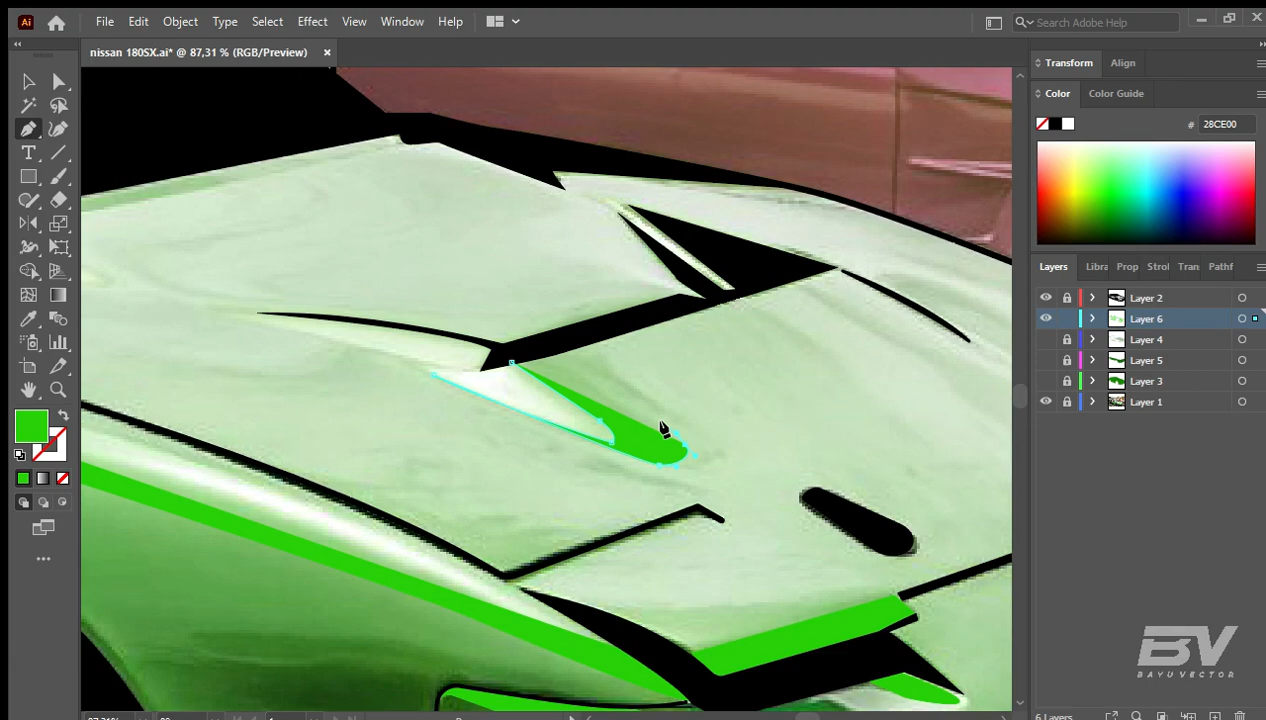 Ai File Edit Object Type Select Effect View Window Help Search Adobe Help
nissan 180SX.ai* @ 87,31 % (RGB/Preview) ×
Transform Align
Color Color Guide
# 28CE00
Layers Libra Prop Strol Tran Pathf
Layer 2
Layer 6
Layer 4
Layer 5
Layer 3
Layer 1
BV
BAYUVECTOR
6 Layers